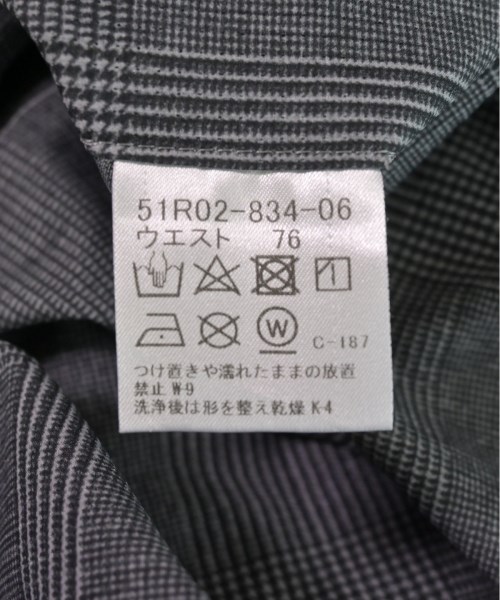 51R02-834-06
ウエスト 76
W C-187
つけ置きや濡れたままの放置
禁止 W-9
洗浄後は形を整え乾燥 K-4